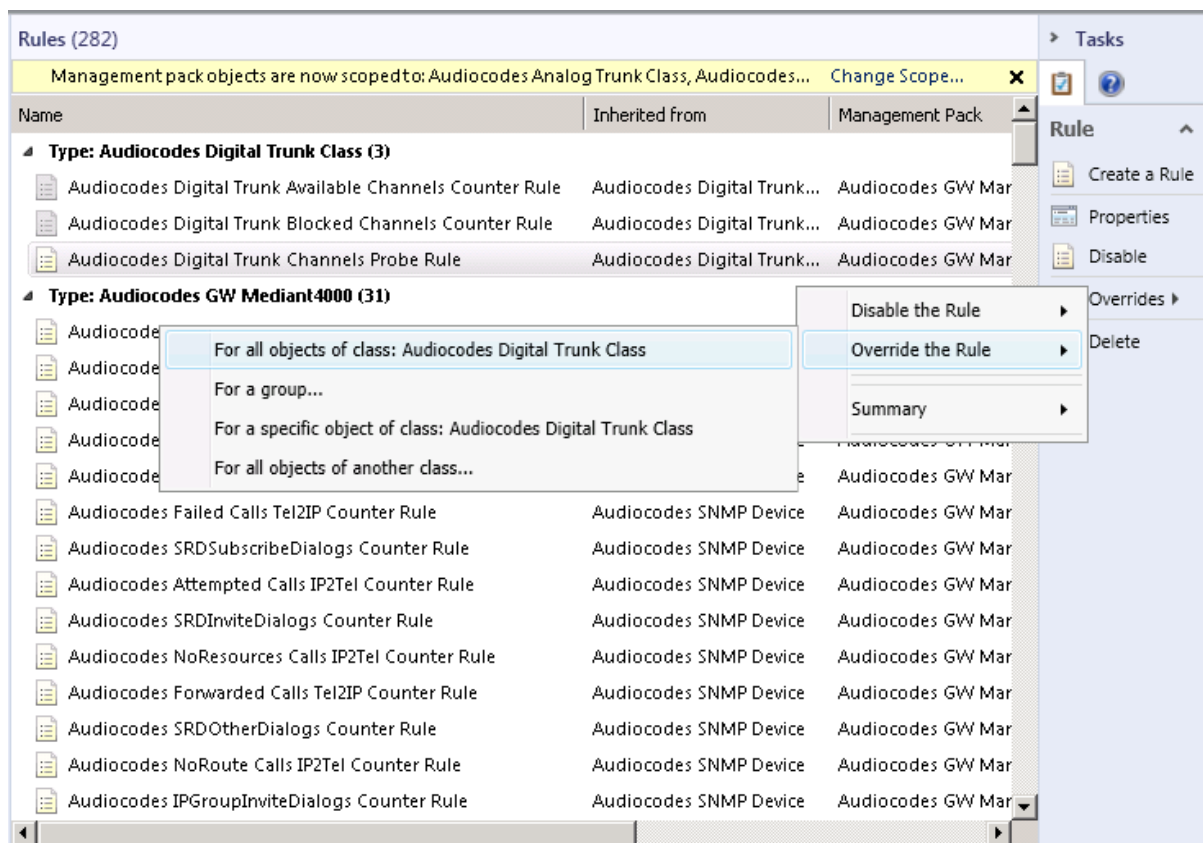 Rules (282)
Management pack objects are now scoped to: Audiocodes Analog Trunk Class, Audiocodes... Change Scope...
Name Inherited from Management Pack
Type: Audiocodes Digital Trunk Class (3)
Audiocodes Digital Trunk Available Channels Counter Rule Audiocodes Digital Trunk... Audiocodes GW Mar
Audiocodes Digital Trunk Blocked Channels Counter Rule Audiocodes Digital Trunk... Audiocodes GW Mar
Audiocodes Digital Trunk Channels Probe Rule Audiocodes Digital Trunk... Audiocodes GW Mar
Type: Audiocodes GW Mediant4000 (31)
Audiocode
Audiocode
Audiocode
Audiocode
Audiocode Audiocodes GW Mar
Audiocodes Failed Calls Tel2IP Counter Rule Audiocodes SNMP Device Audiocodes GW Mar
Audiocodes SRDSubscribeDialogs Counter Rule Audiocodes SNMP Device Audiocodes GW Mar
Audiocodes Attempted Calls IP2Tel Counter Rule Audiocodes SNMP Device Audiocodes GW Mar
Audiocodes SRDInviteDialogs Counter Rule Audiocodes SNMP Device Audiocodes GW Mar
Audiocodes NoResources Calls IP2Tel Counter Rule Audiocodes SNMP Device Audiocodes GW Mar
Audiocodes Forwarded Calls Tel2IP Counter Rule Audiocodes SNMP Device Audiocodes GW Mar
Audiocodes SRDOtherDialogs Counter Rule Audiocodes SNMP Device Audiocodes GW Mar
Audiocodes NoRoute Calls IP2Tel Counter Rule Audiocodes SNMP Device Audiocodes GW Mar
Audiocodes IPGroupInviteDialogs Counter Rule Audiocodes SNMP Device Audiocodes GW Mar
Disable the Rule
Override the Rule
Summary
For all objects of class: Audiocodes Digital Trunk Class
For a group...
For a specific object of class: Audiocodes Digital Trunk Class
For all objects of another class...
Tasks
Rule
Create a Rule
Properties
Disable
Overrides
Delete